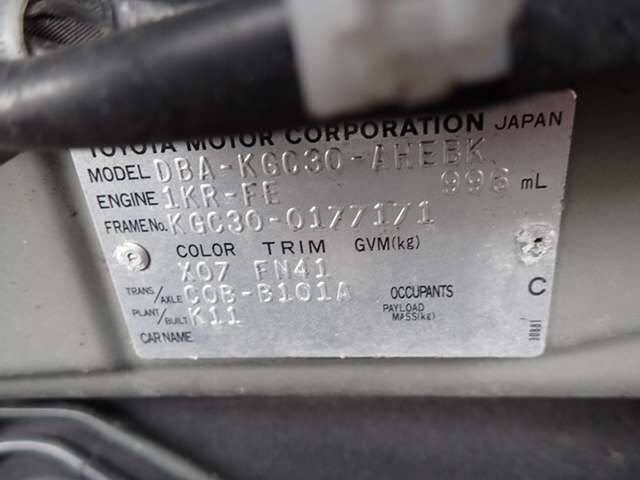 TOYOTA MOTOR CORPORATION JAPAN
MODEL DBA-KGC30-AHEBK
ENGINE 1KR-FE 996 mL
FRAME No. KGC30-0177171
COLOR TRIM GVM(kg)
X07 FN41
TRANS/AXLE C0B-B101A OCCUPANTS C
PLANT/BUILT K11 PAYLOAD MASS(kg)
CAR NAME